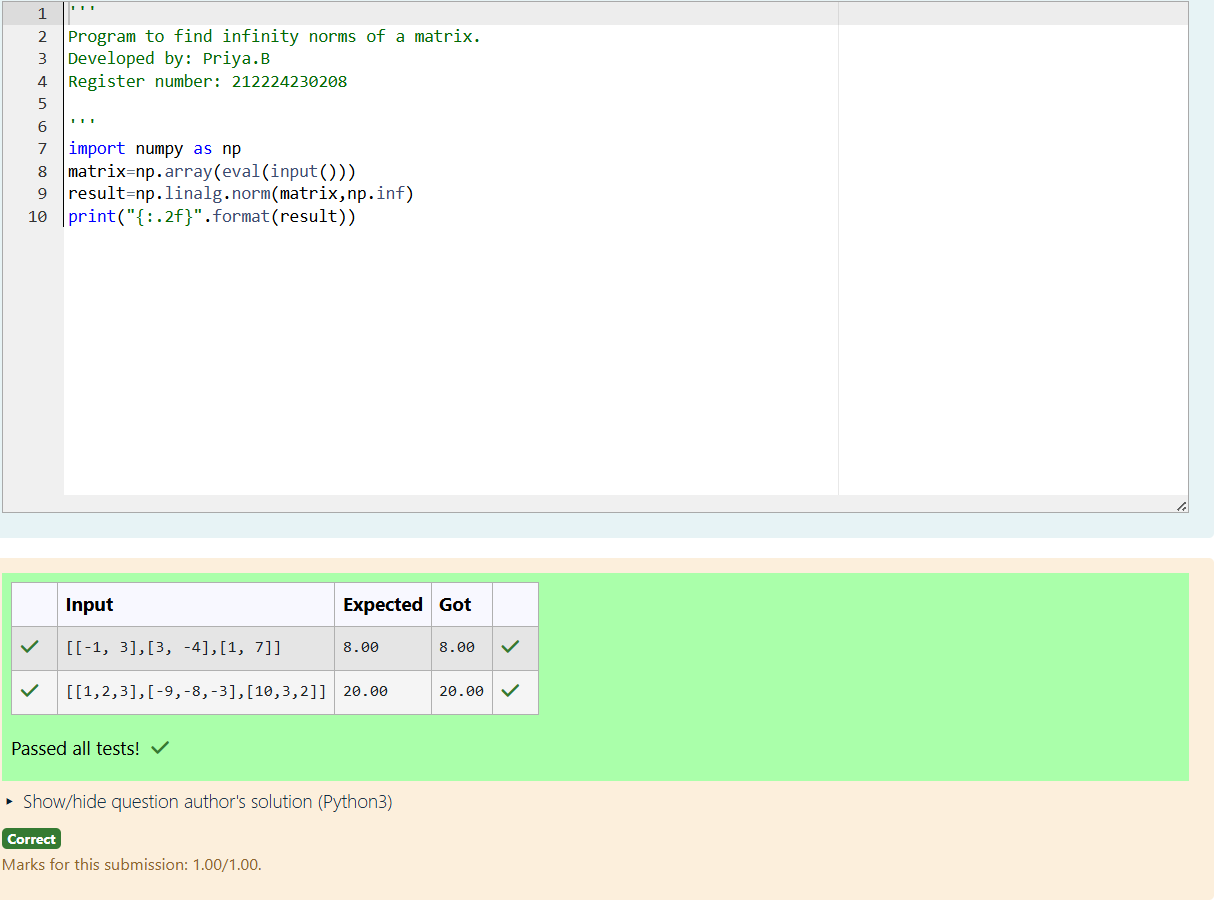 1 '''
2 Program to find infinity norms of a matrix.
3 Developed by: Priya.B
4 Register number: 212224230208
5
6 '''
7 import numpy as np
8 matrix=np.array(eval(input()))
9 result=np.linalg.norm(matrix,np.inf)
10 print("{:.2f}".format(result))
Input Expected Got
[[-1, 3],[3, -4],[1, 7]] 8.00 8.00
[[1,2,3],[-9,-8,-3],[10,3,2]] 20.00 20.00
Passed all tests!
Show/hide question author's solution (Python3)
Correct
Marks for this submission: 1.00/1.00.